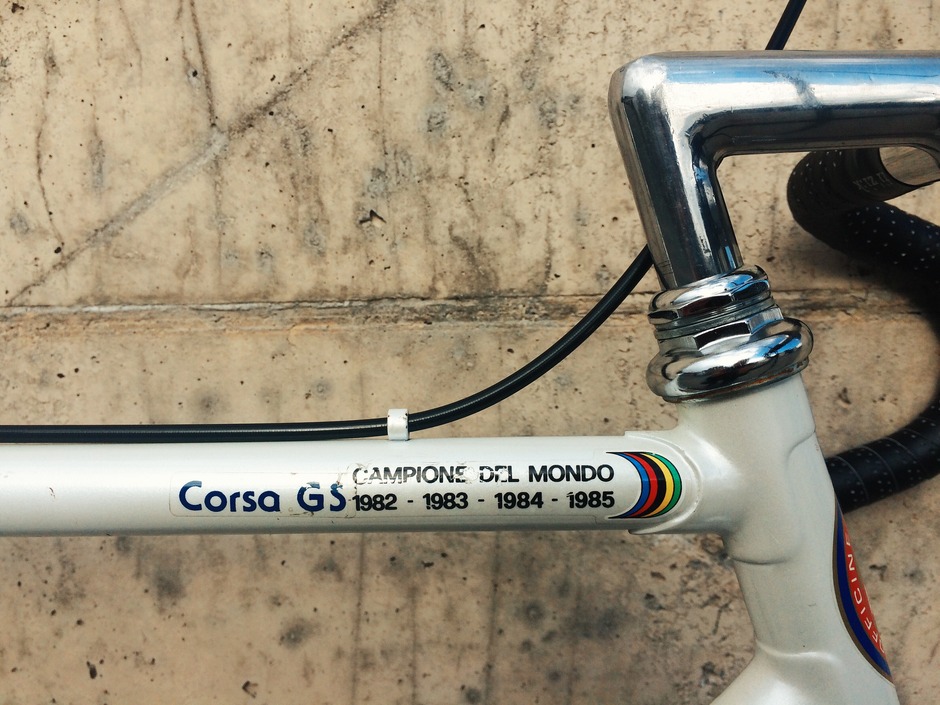 Corsa GS
CAMPIONE DEL MONDO
1982 - 1983 - 1984 - 1985